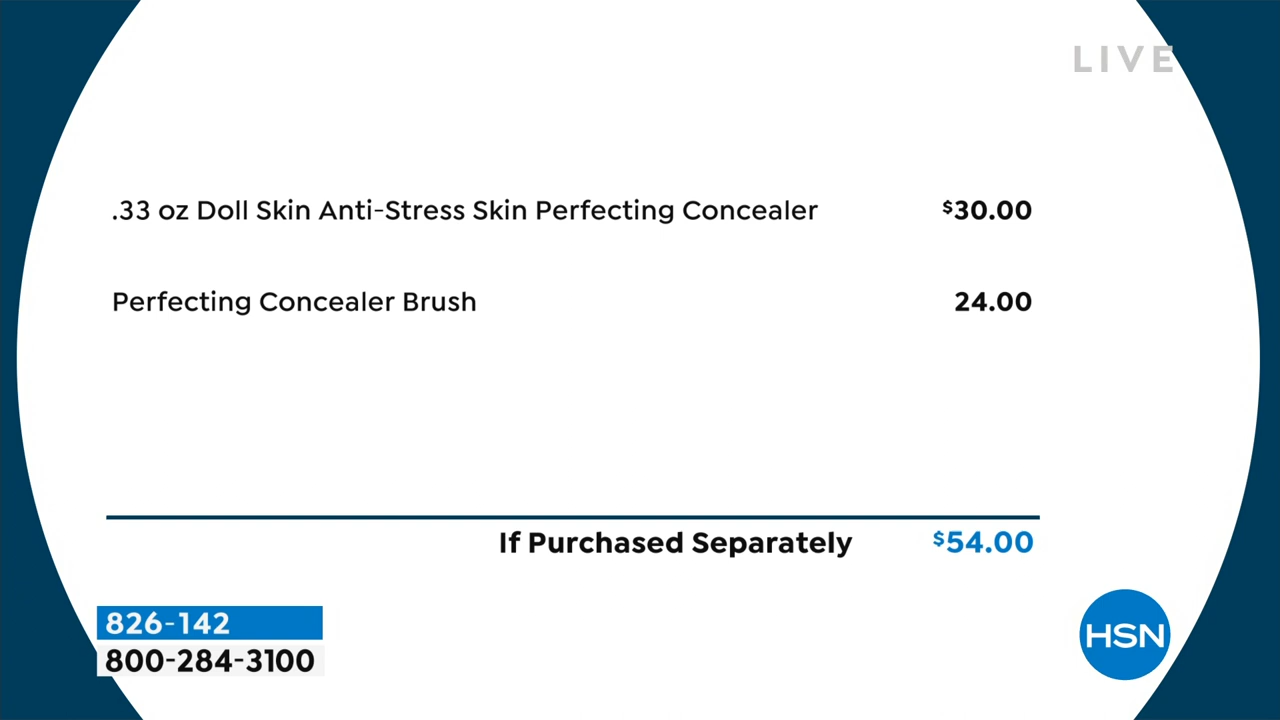 LIVE
.33 oz Doll Skin Anti-Stress Skin Perfecting Concealer $30.00
Perfecting Concealer Brush 24.00
If Purchased Separately $54.00
826-142
800-284-3100
HSN